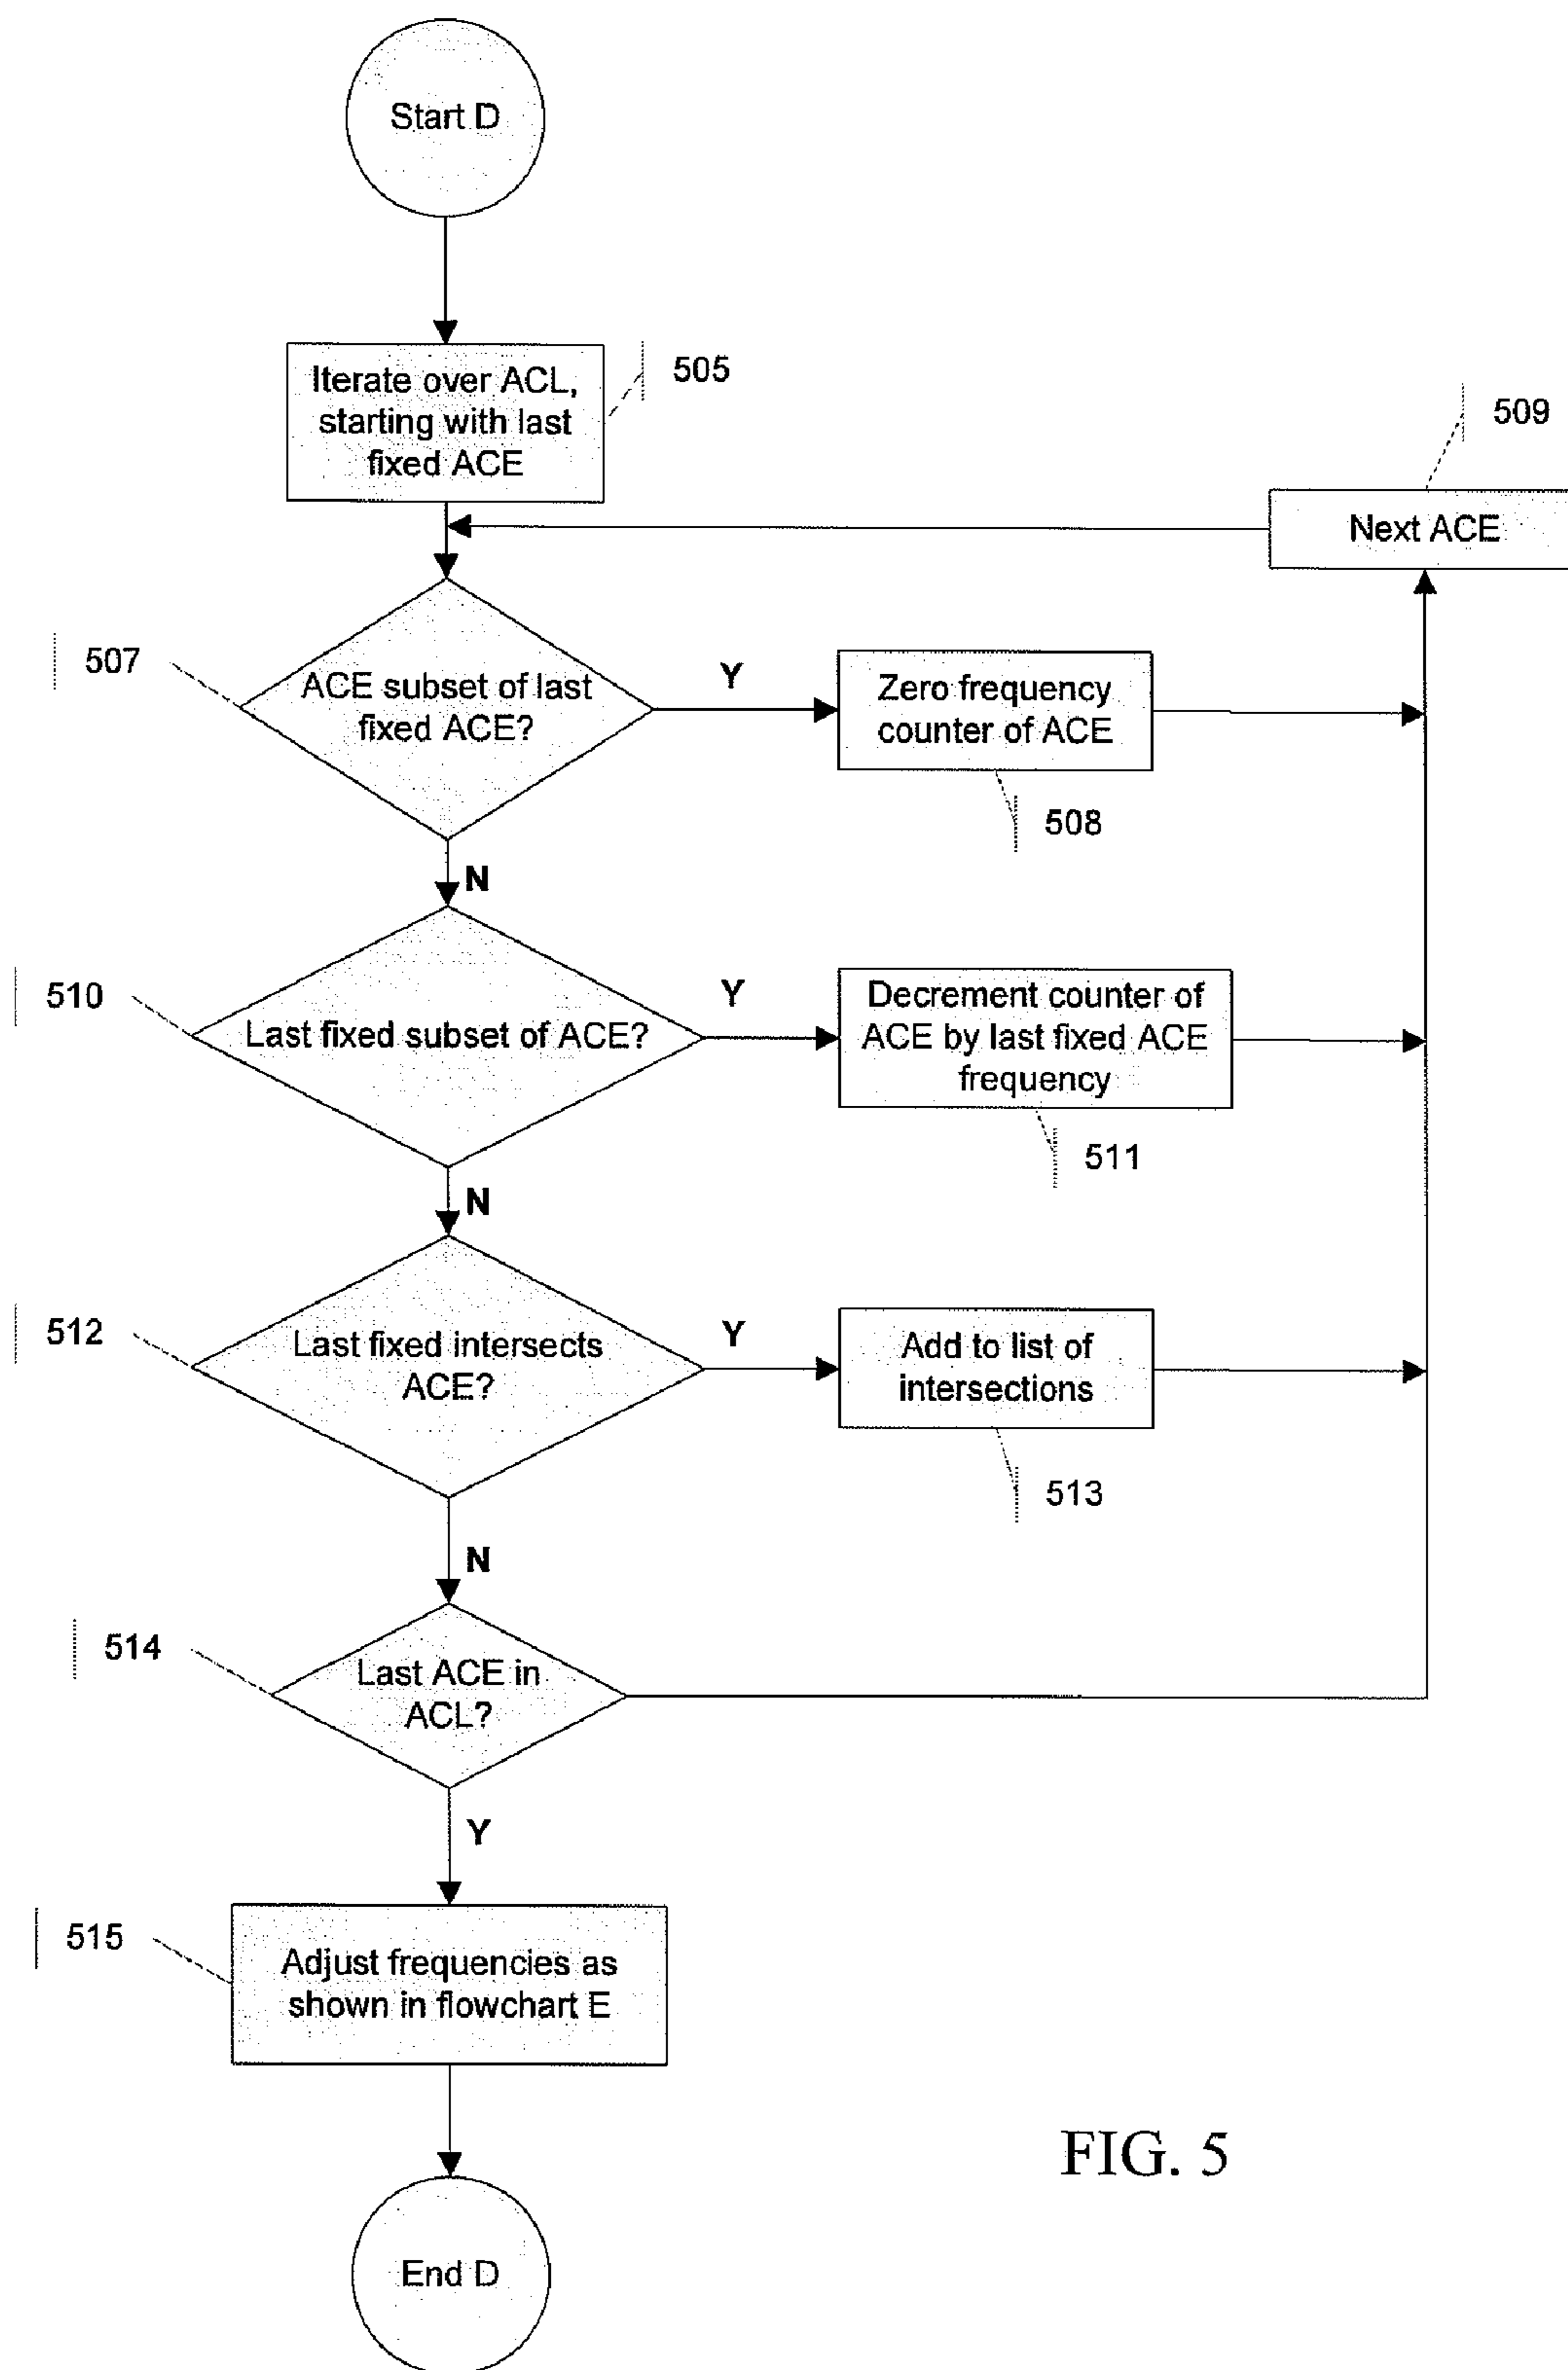 Start D
Iterate over ACL,
starting with last
fixed ACE
505
509
Next ACE
507
ACE subset of last
fixed ACE?
Y
Zero frequency
counter of ACE
508
N
510
Last fixed subset of ACE?
Y
Decrement counter of
ACE by last fixed ACE
frequency
511
N
512
Last fixed intersects
ACE?
Y
Add to list of
intersections
513
N
514
Last ACE in
ACL?
Y
515
Adjust frequencies as
shown in flowchart E
FIG. 5
End D